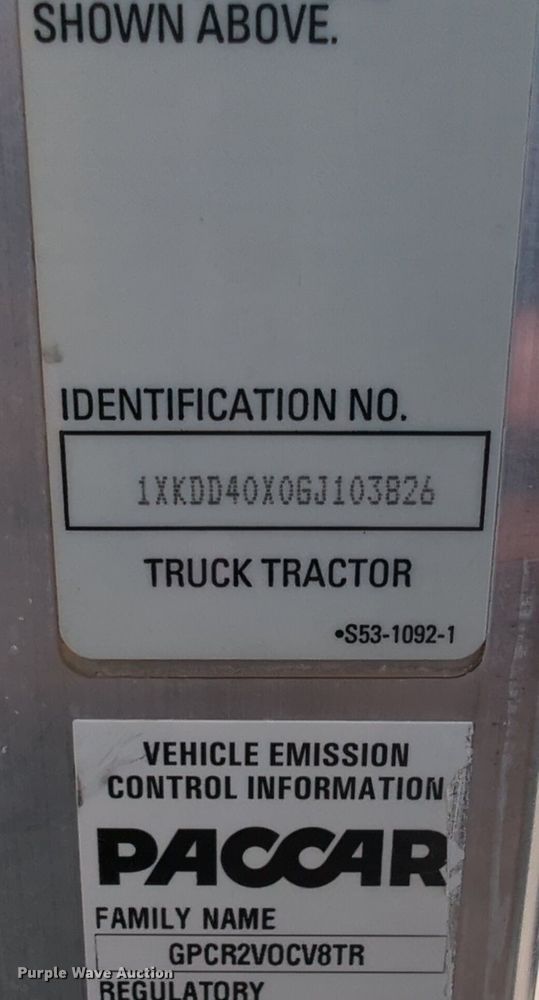 SHOWN ABOVE.
IDENTIFICATION NO.
1XKDD40X0GJ103826
TRUCK TRACTOR
•S53-1092-1
VEHICLE EMISSION
CONTROL INFORMATION
PACCAR
FAMILY NAME
GPCR2VOCV8TR
REGULATORY
Purple Wave Auction